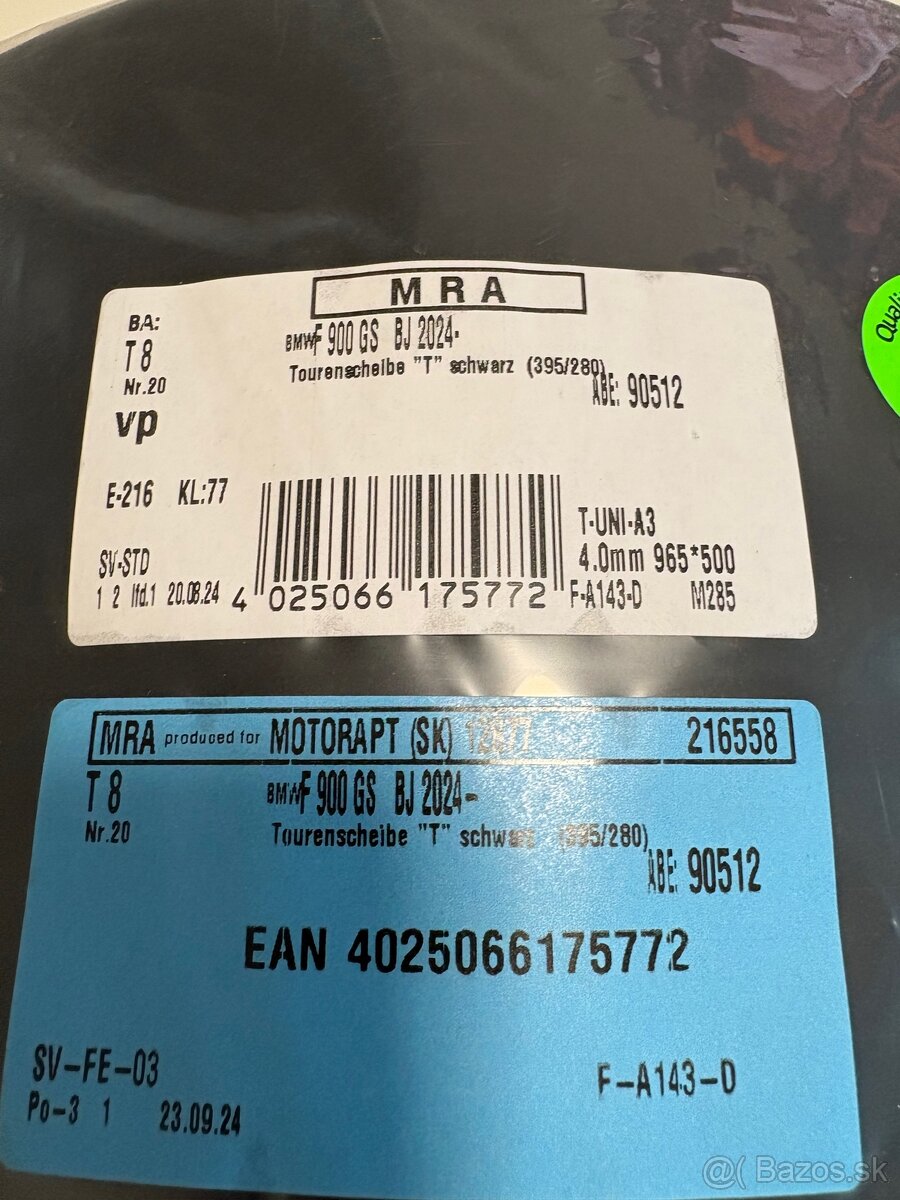 MRA
BA:
T 8
BMW F 900 GS BJ 2024-
Nr.20
Tourenscheibe "T" schwarz (395/280)
ABE: 90512
vp
E-216 KL:77
T-UNI-A3
SV-STD
4.0mm 965*500
1 2 lfd.1 20.08.24
4 025066 175772
F-A143-D M285
Quali
MRA produced for MOTORAPT (SK) 216558
T 8
BMW F 900 GS BJ 2024-
Nr.20
Tourenscheibe "T" schwarz (395/280)
ABE: 90512
EAN 4025066175772
SV-FE-03
F-A143-D
Po-3 1 23.09.24
@( Bazos.sk